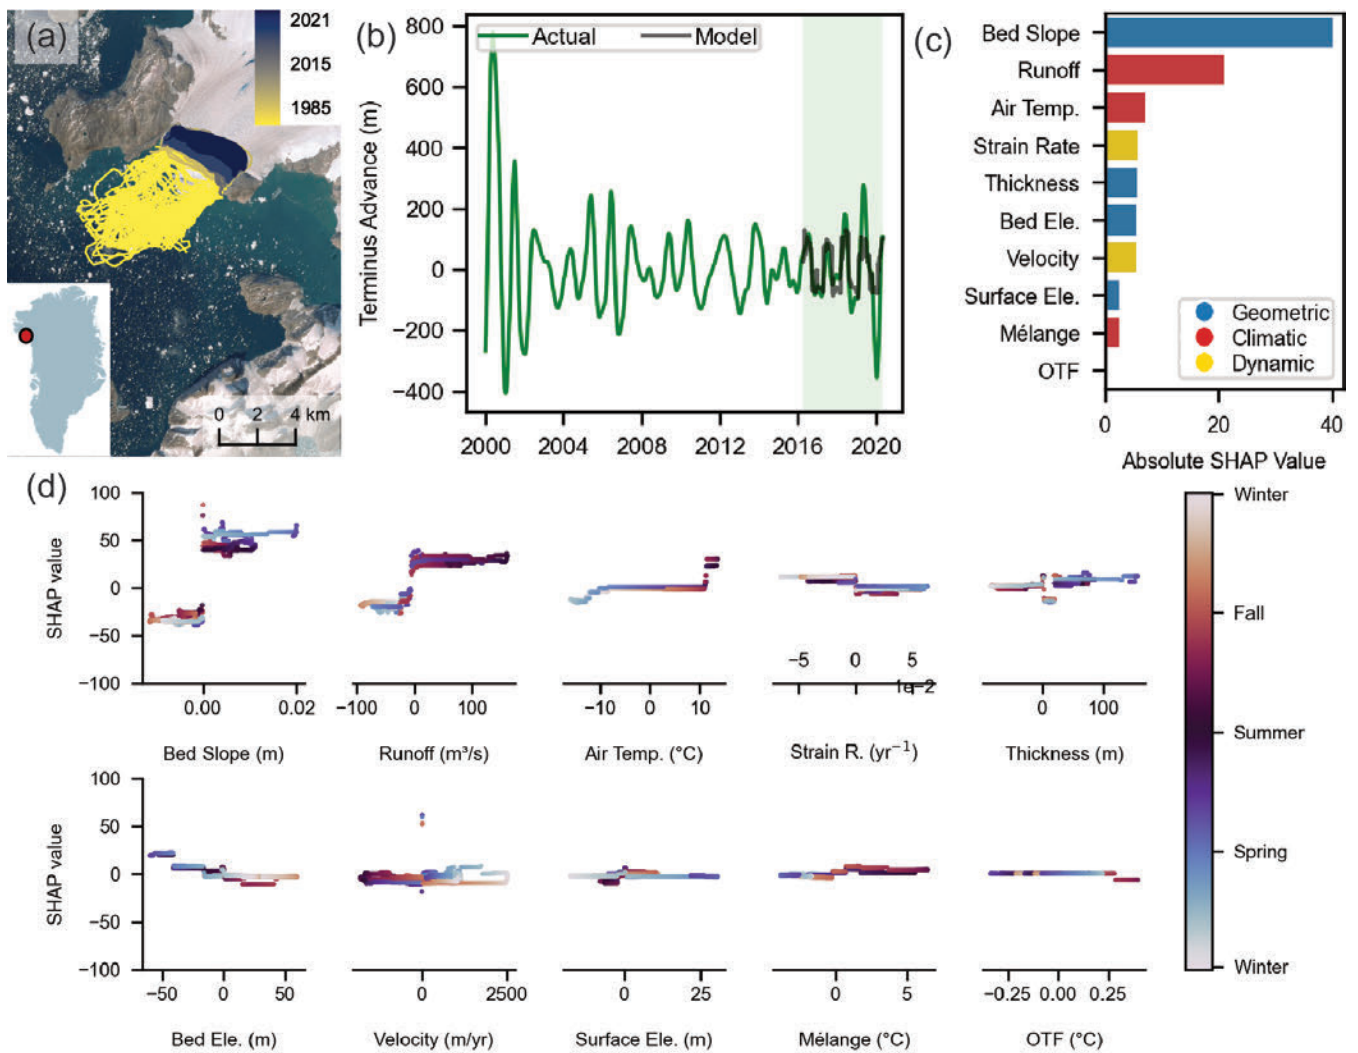 (a)
2021
2015
1985
0 2 4 km
(b)
Actual
Model
Terminus Advance (m)
800
600
400
200
0
−200
−400
2000 2004 2008 2012 2016 2020
(c)
Bed Slope
Runoff
Air Temp.
Strain Rate
Thickness
Bed Ele.
Velocity
Surface Ele.
Mélange
OTF
Geometric
Climatic
Dynamic
0 20 40
Absolute SHAP Value
(d)
SHAP value
100
50
0
−50
−100
0.00 0.02
Bed Slope (m)
−100 0 100
Runoff (m³/s)
−10 0 10
Air Temp. (°C)
−5 0 5
1e−2
Strain R. (yr⁻¹)
0 100
Thickness (m)
SHAP value
100
50
0
−50
−100
−50 0 50
Bed Ele. (m)
0 2500
Velocity (m/yr)
0 25
Surface Ele. (m)
0 5
Mélange (°C)
−0.25 0.00 0.25
OTF (°C)
Winter
Fall
Summer
Spring
Winter